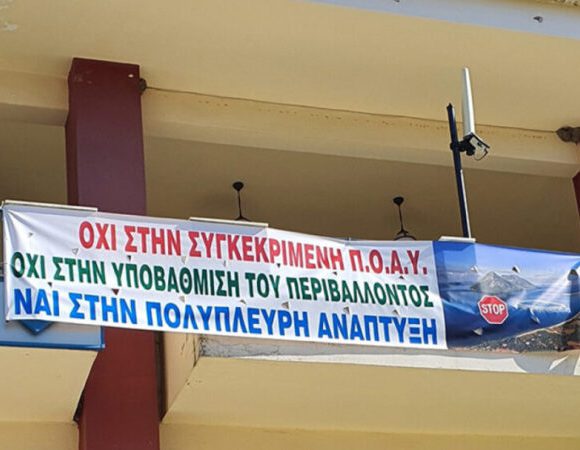 ΟΧΙ ΣΤΗΝ ΣΥΓΚΕΚΡΙΜΕΝΗ Π.Ο.Α.Υ.
ΟΧΙ ΣΤΗΝ ΥΠΟΒΑΘΜΙΣΗ ΤΟΥ ΠΕΡΙΒΑΛΛΟΝΤΟΣ
ΝΑΙ ΣΤΗΝ ΠΟΛΥΠΛΕΥΡΗ ΑΝΑΠΤΥΞΗ
STOP